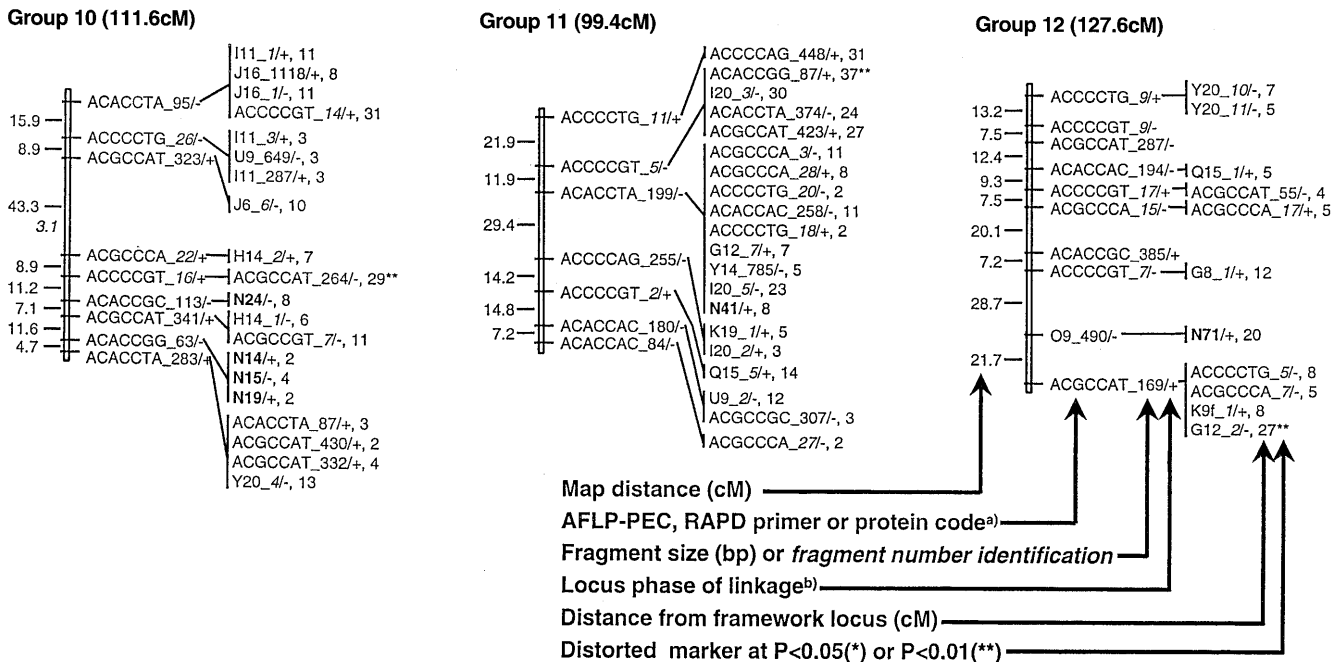 Group 10 (111.6cM)
I11_1/+, 11
J16_1118/+, 8
J16_1/-, 11
ACCCCGT_14/+, 31
ACACCTA_95/-
15.9
ACCCCTG_26/-
I11_3/+, 3
U9_649/-, 3
I11_287/+, 3
8.9
ACGCCAT_323/+
J6_6/-, 10
43.3
3.1
ACGCCCA_22/+
H14_2/+, 7
8.9
ACCCCGT_16/+
ACGCCAT_264/-, 29**
11.2
ACACCGC_113/-
N24/-, 8
7.1
ACGCCAT_341/+
H14_1/-, 6
ACGCCGT_7/-, 11
11.6
ACACCGG_63/-
N14/+, 2
N15/-, 4
N19/+, 2
4.7
ACACCTA_283/+
ACACCTA_87/+, 3
ACGCCAT_430/+, 2
ACGCCAT_332/+, 4
Y20_4/-, 13
Group 11 (99.4cM)
ACCCCAG_448/+, 31
ACACCGG_87/+, 37**
I20_3/-, 30
ACACCTA_374/-, 24
ACGCCAT_423/+, 27
ACCCCTG_11/+
21.9
ACCCCGT_5/-
11.9
ACACCTA_199/-
ACGCCCA_3/-, 11
ACGCCCA_28/+, 8
ACCCCTG_20/-, 2
ACACCAC_258/-, 11
ACCCCTG_18/+, 2
G12_7/+, 7
Y14_785/-, 5
I20_5/-, 23
N41/+, 8
29.4
ACCCCAG_255/-
K19_1/+, 5
I20_2/+, 3
14.2
ACCCCGT_2/+
Q15_5/+, 14
14.8
ACACCAC_180/-
U9_2/-, 12
ACGCCGC_307/-, 3
7.2
ACACCAC_84/-
ACGCCCA_27/-, 2
Group 12 (127.6cM)
ACCCCTG_9/+
Y20_10/-, 7
Y20_11/-, 5
13.2
ACCCCGT_9/-
7.5
ACGCCAT_287/-
12.4
ACACCAC_194/-
Q15_1/+, 5
9.3
ACCCCGT_17/+
ACGCCAT_55/-, 4
7.5
ACGCCCA_15/-
ACGCCCA_17/+, 5
20.1
ACACCGC_385/+
7.2
ACCCCGT_7/-
G8_1/+, 12
28.7
O9_490/-
N71/+, 20
21.7
ACGCCAT_169/+
ACCCCTG_5/-, 8
ACGCCCA_7/-, 5
K9f_1/+, 8
G12_2/-, 27**
Map distance (cM)
AFLP-PEC, RAPD primer or protein code a)
Fragment size (bp) or fragment number identification
Locus phase of linkage b)
Distance from framework locus (cM)
Distorted marker at P<0.05(*) or P<0.01(**)